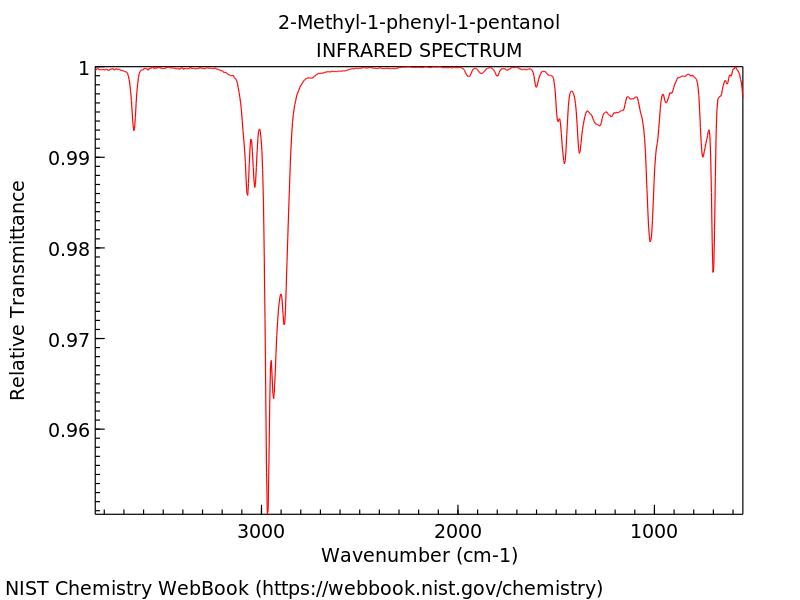 2-Methyl-1-phenyl-1-pentanol
INFRARED SPECTRUM
1
0.99
0.98
0.97
0.96
Relative Transmittance
3000 2000 1000
Wavenumber (cm-1)
NIST Chemistry WebBook (https://webbook.nist.gov/chemistry)